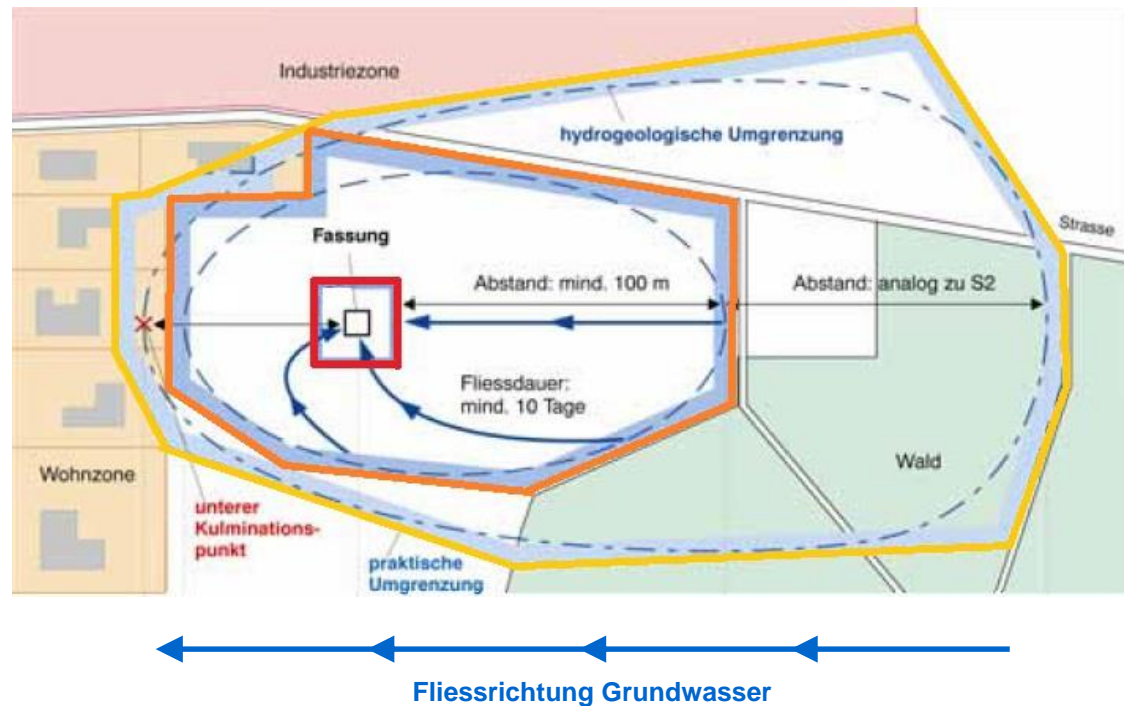 Industriezone
hydrogeologische Umgrenzung
Strasse
Fassung
Abstand: mind. 100 m
Abstand: analog zu S2
Fliessdauer:
mind. 10 Tage
Wald
Wohnzone
unterer
Kulminations-
punkt
praktische
Umgrenzung
Fliessrichtung Grundwasser